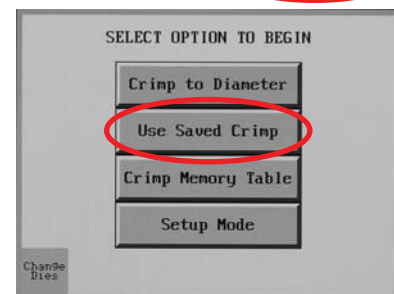 SELECT OPTION TO BEGIN
Crimp to Diameter
Use Saved Crimp
Crimp Memory Table
Setup Mode
Change
Dies